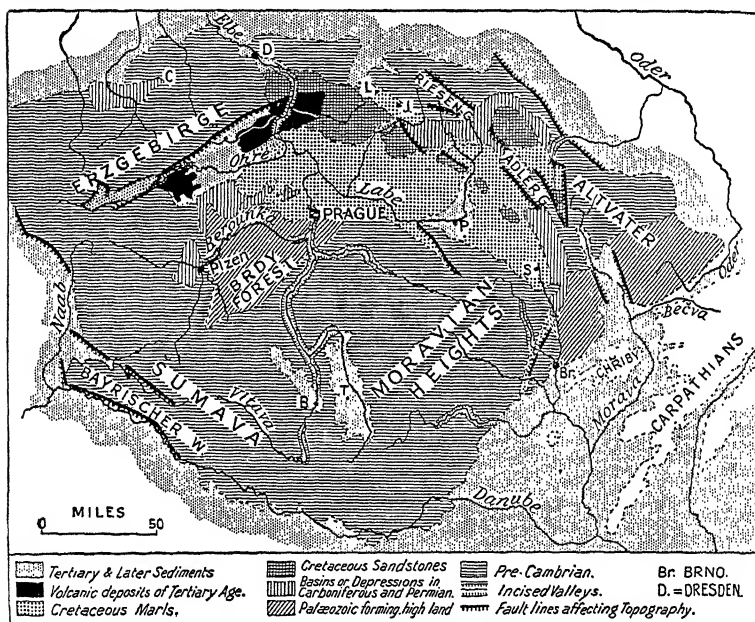 Elbe
D
C
Oder
L
J.
RIESENG.
ERZGEBIRGE
Ohře
ADLERG
ALTVATER
Labe
PRAGUE
P
Berounka
Plzen
BRDY
FOREST
S
Oder
Bečva
Naab
MORAVIAN
HEIGHTS
Br.
CHRIBY
SUMAVA
BAYRISCHER W.
Vltava
B
T
Morava
CARPATHIANS
Danube
MILES
0 50
Tertiary & Later Sediments
Volcanic deposits of Tertiary Age.
Cretaceous Marls.
Cretaceous Sandstones
Basins or Depressions in
Carboniferous and Permian.
Palæozoic forming high land
Pre-Cambrian.
Incised Valleys.
Fault lines affecting Topography.
Br. BRNO.
D. = DRESDEN.